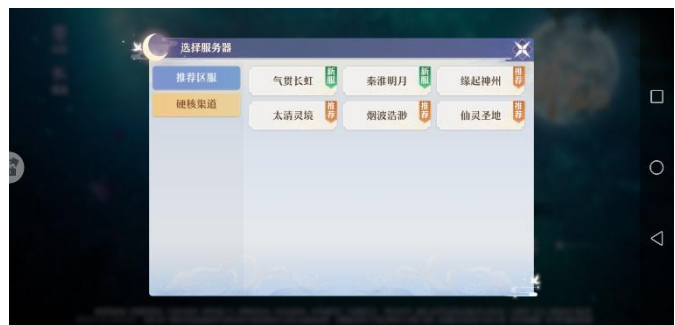 选择服务器
推荐区服
硬核渠道
气贯长虹 新服
秦淮明月 新服
缘起神州 推荐
太清灵境 推荐
烟波浩渺 推荐
仙灵圣地 推荐